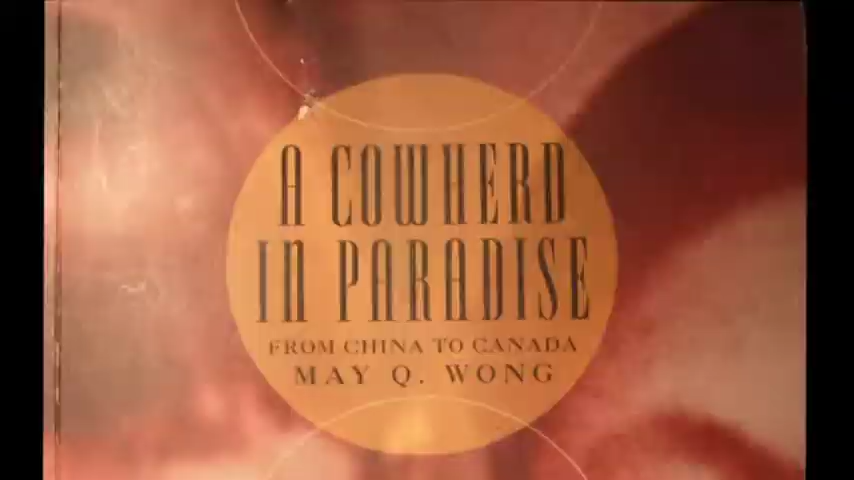 A COWHERD
IN PARADISE
FROM CHINA TO CANADA
MAY Q. WONG